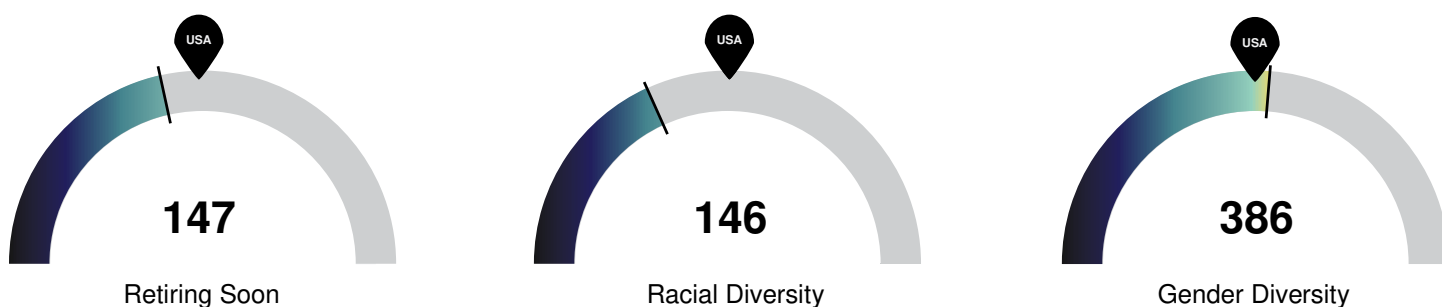 USA
USA
USA
147
146
386
Retiring Soon
Racial Diversity
Gender Diversity